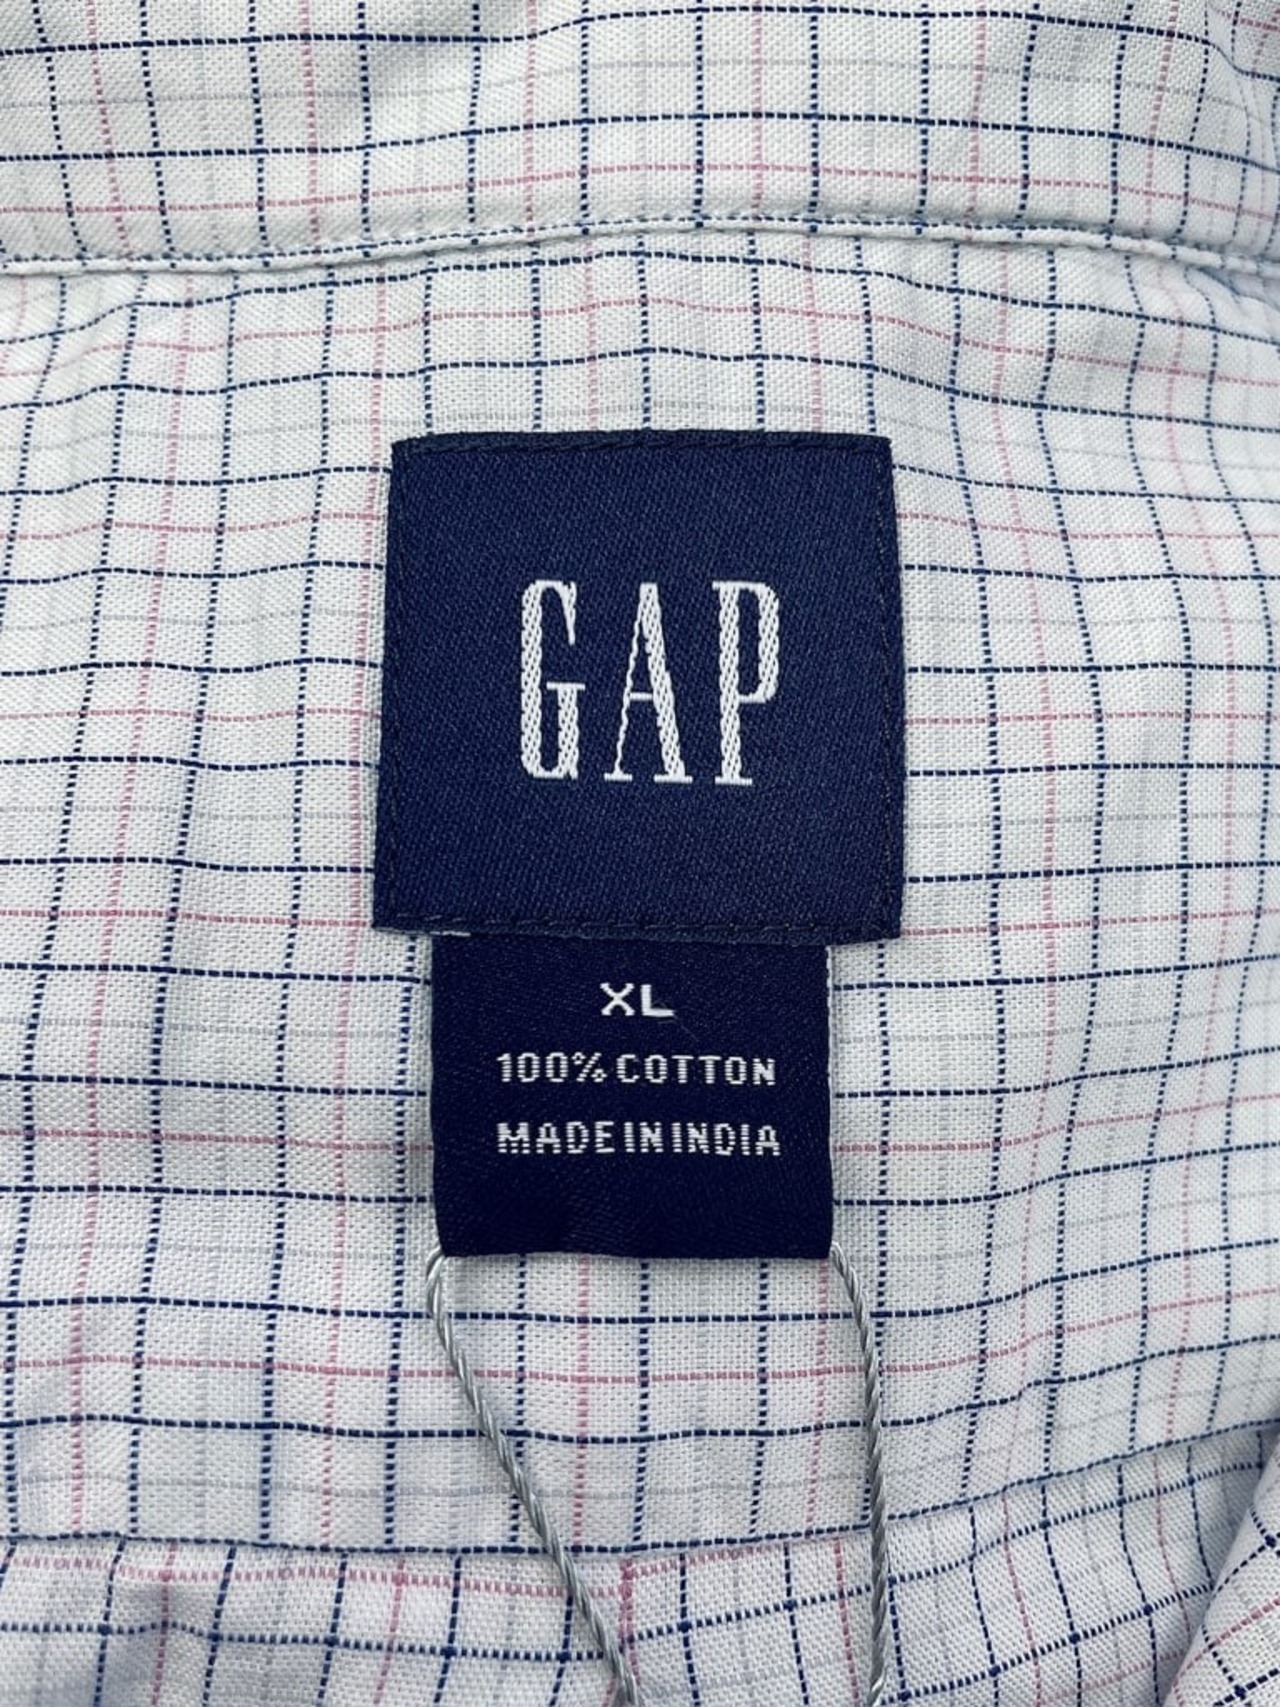 GAP
XL
100% COTTON
MADE IN INDIA